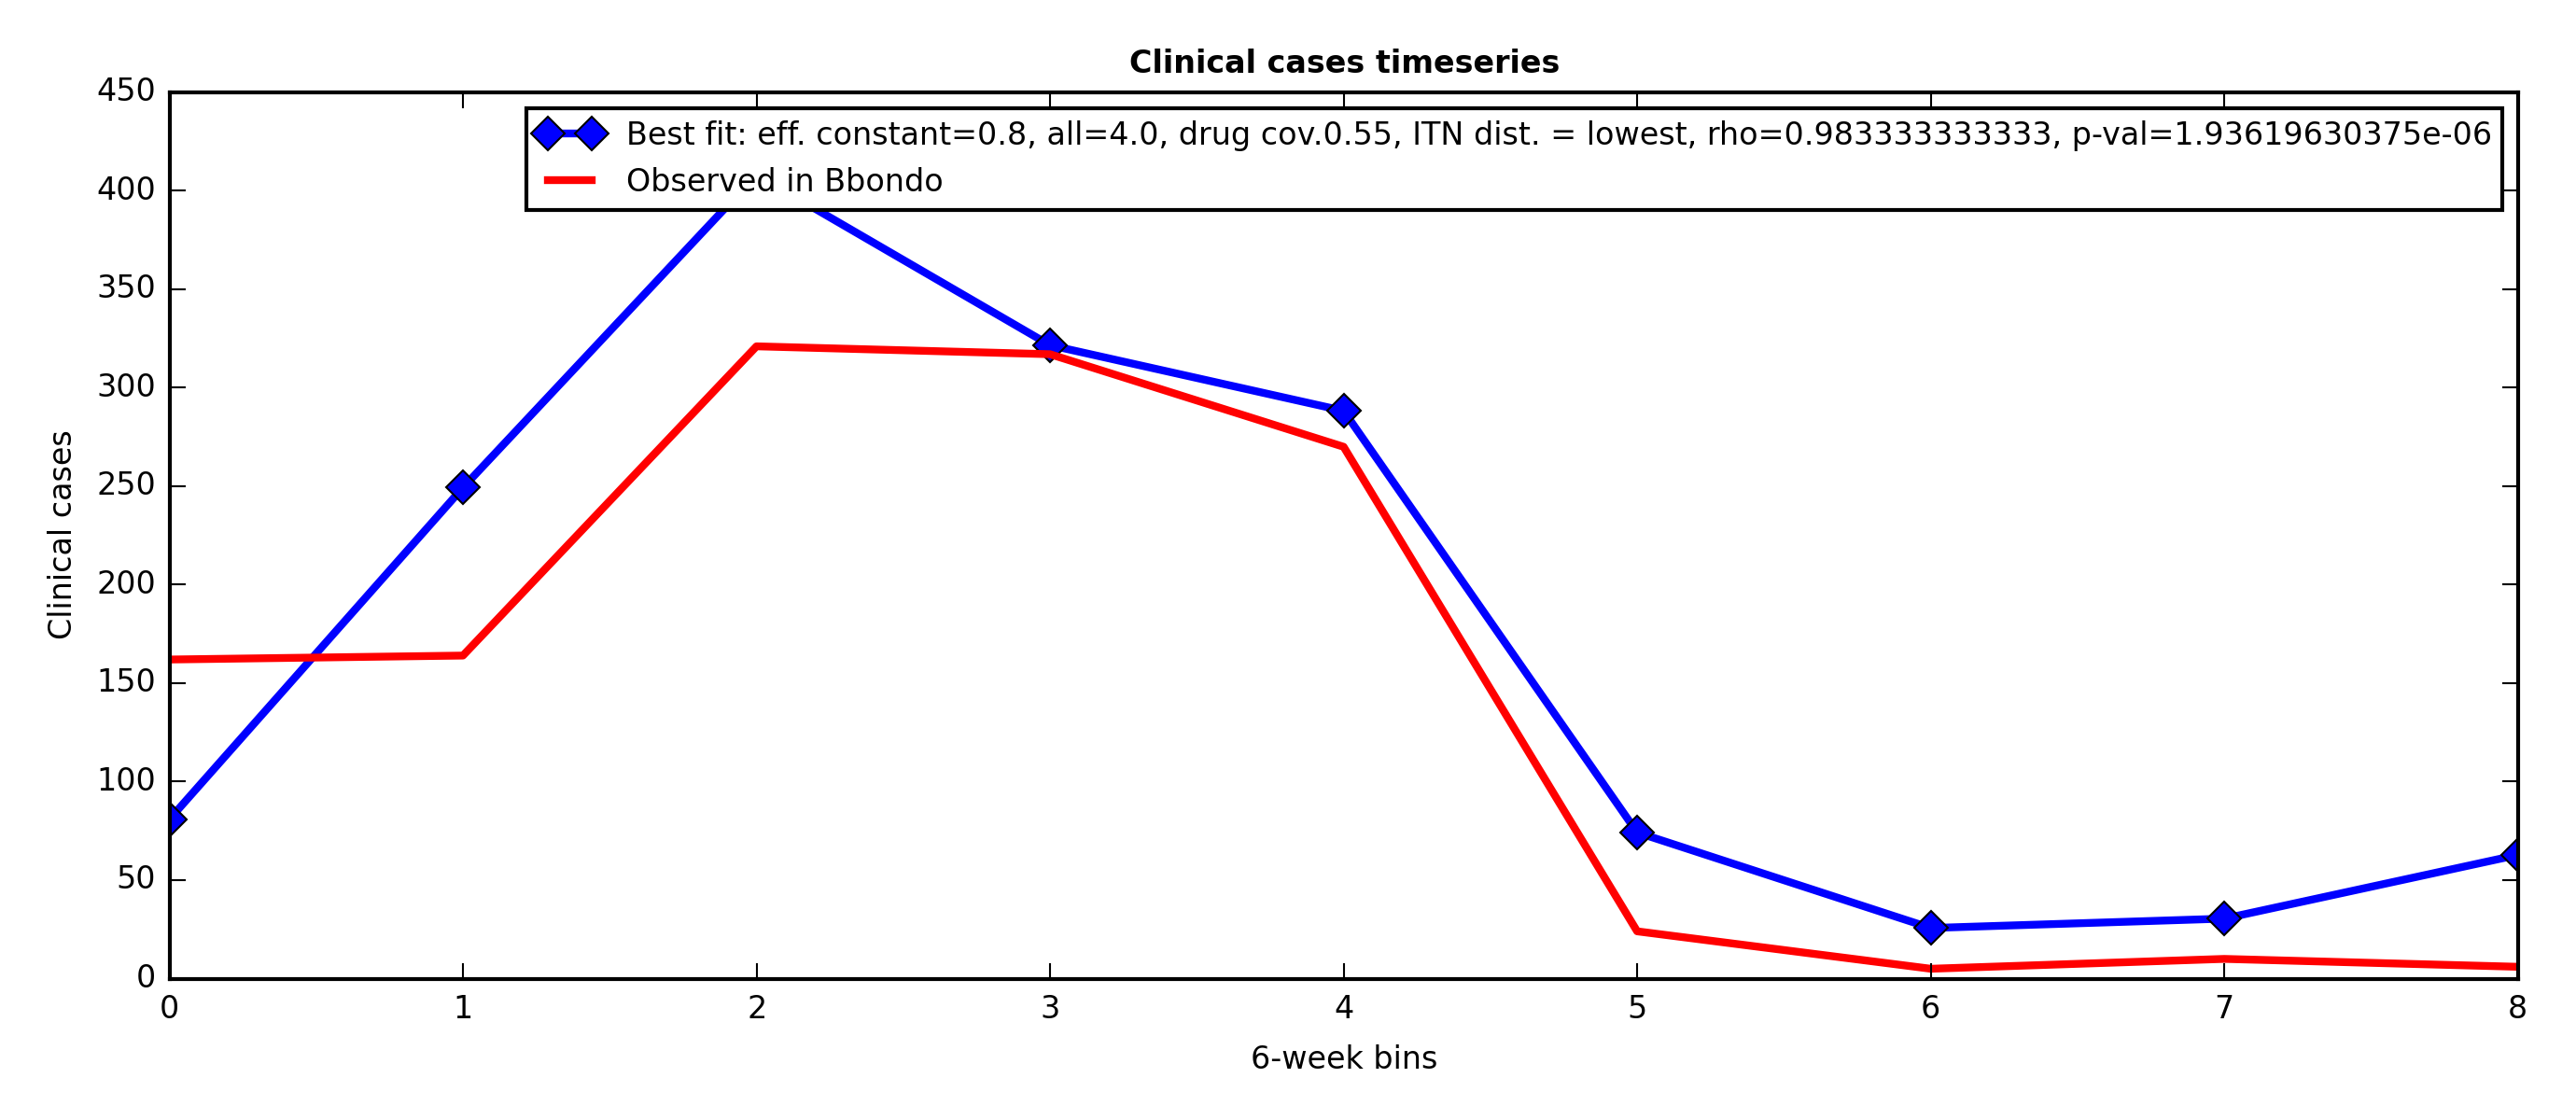 Clinical cases timeseries
450
400
350
300
250
200
150
100
50
0
Clinical cases
Best fit: eff. constant=0.8, all=4.0, drug cov.0.55, ITN dist. = lowest, rho=0.983333333333, p-val=1.93619630375e-06
Observed in Bbondo
0 1 2 3 4 5 6 7 8
6-week bins